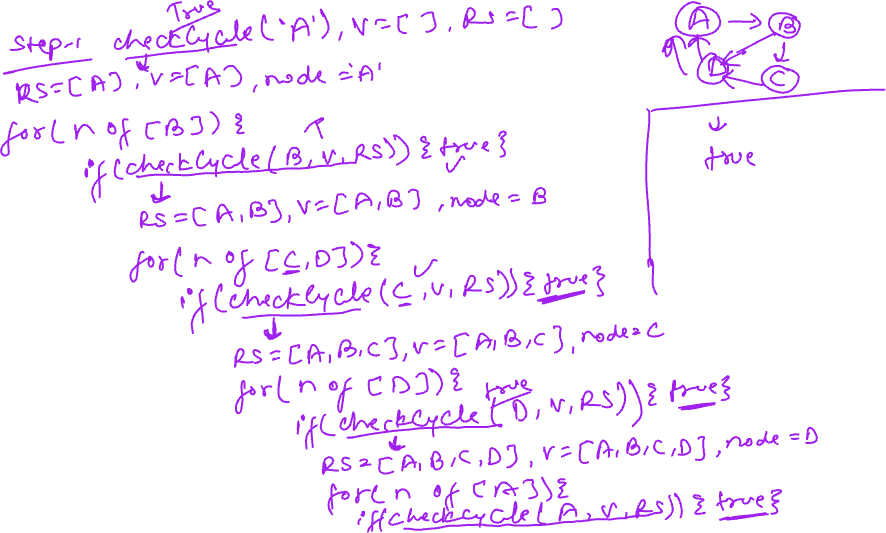 True
Step-1 checkCycle('A'), V=[ ], RS=[ ]
RS=[A], V=[A], node='A'
for(n of [B]) {
if(checkCycle(B, V, RS)) { true }
RS=[A,B], V=[A,B], node = B
for(n of [C,D]) {
if(checkCycle(C, V, RS)) { true }
RS=[A,B,C], V=[A,B,C], node=C
for(n of [D]) {
true
if(checkCycle(D, V, RS)) { true }
RS=[A,B,C,D], V=[A,B,C,D], node=D
for(n of [A]) {
if(checkCycle(A, V, RS)) { true }
A B
D C
true